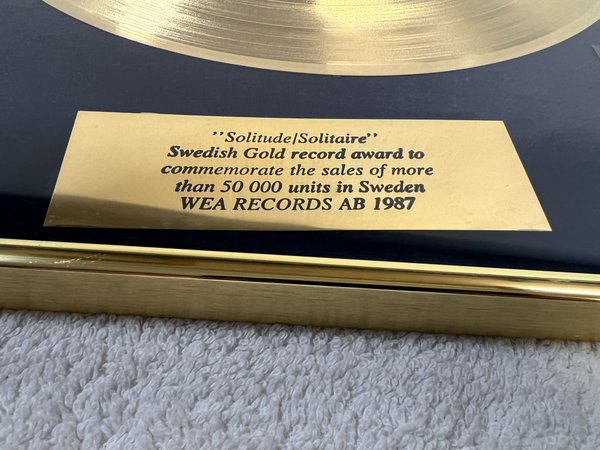 "Solitude/Solitaire"
Swedish Gold record award to
commemorate the sales of more
than 50 000 units in Sweden
WEA RECORDS AB 1987